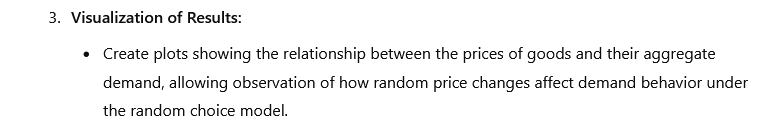 3. Visualization of Results:
• Create plots showing the relationship between the prices of goods and their aggregate
demand, allowing observation of how random price changes affect demand behavior under
the random choice model.